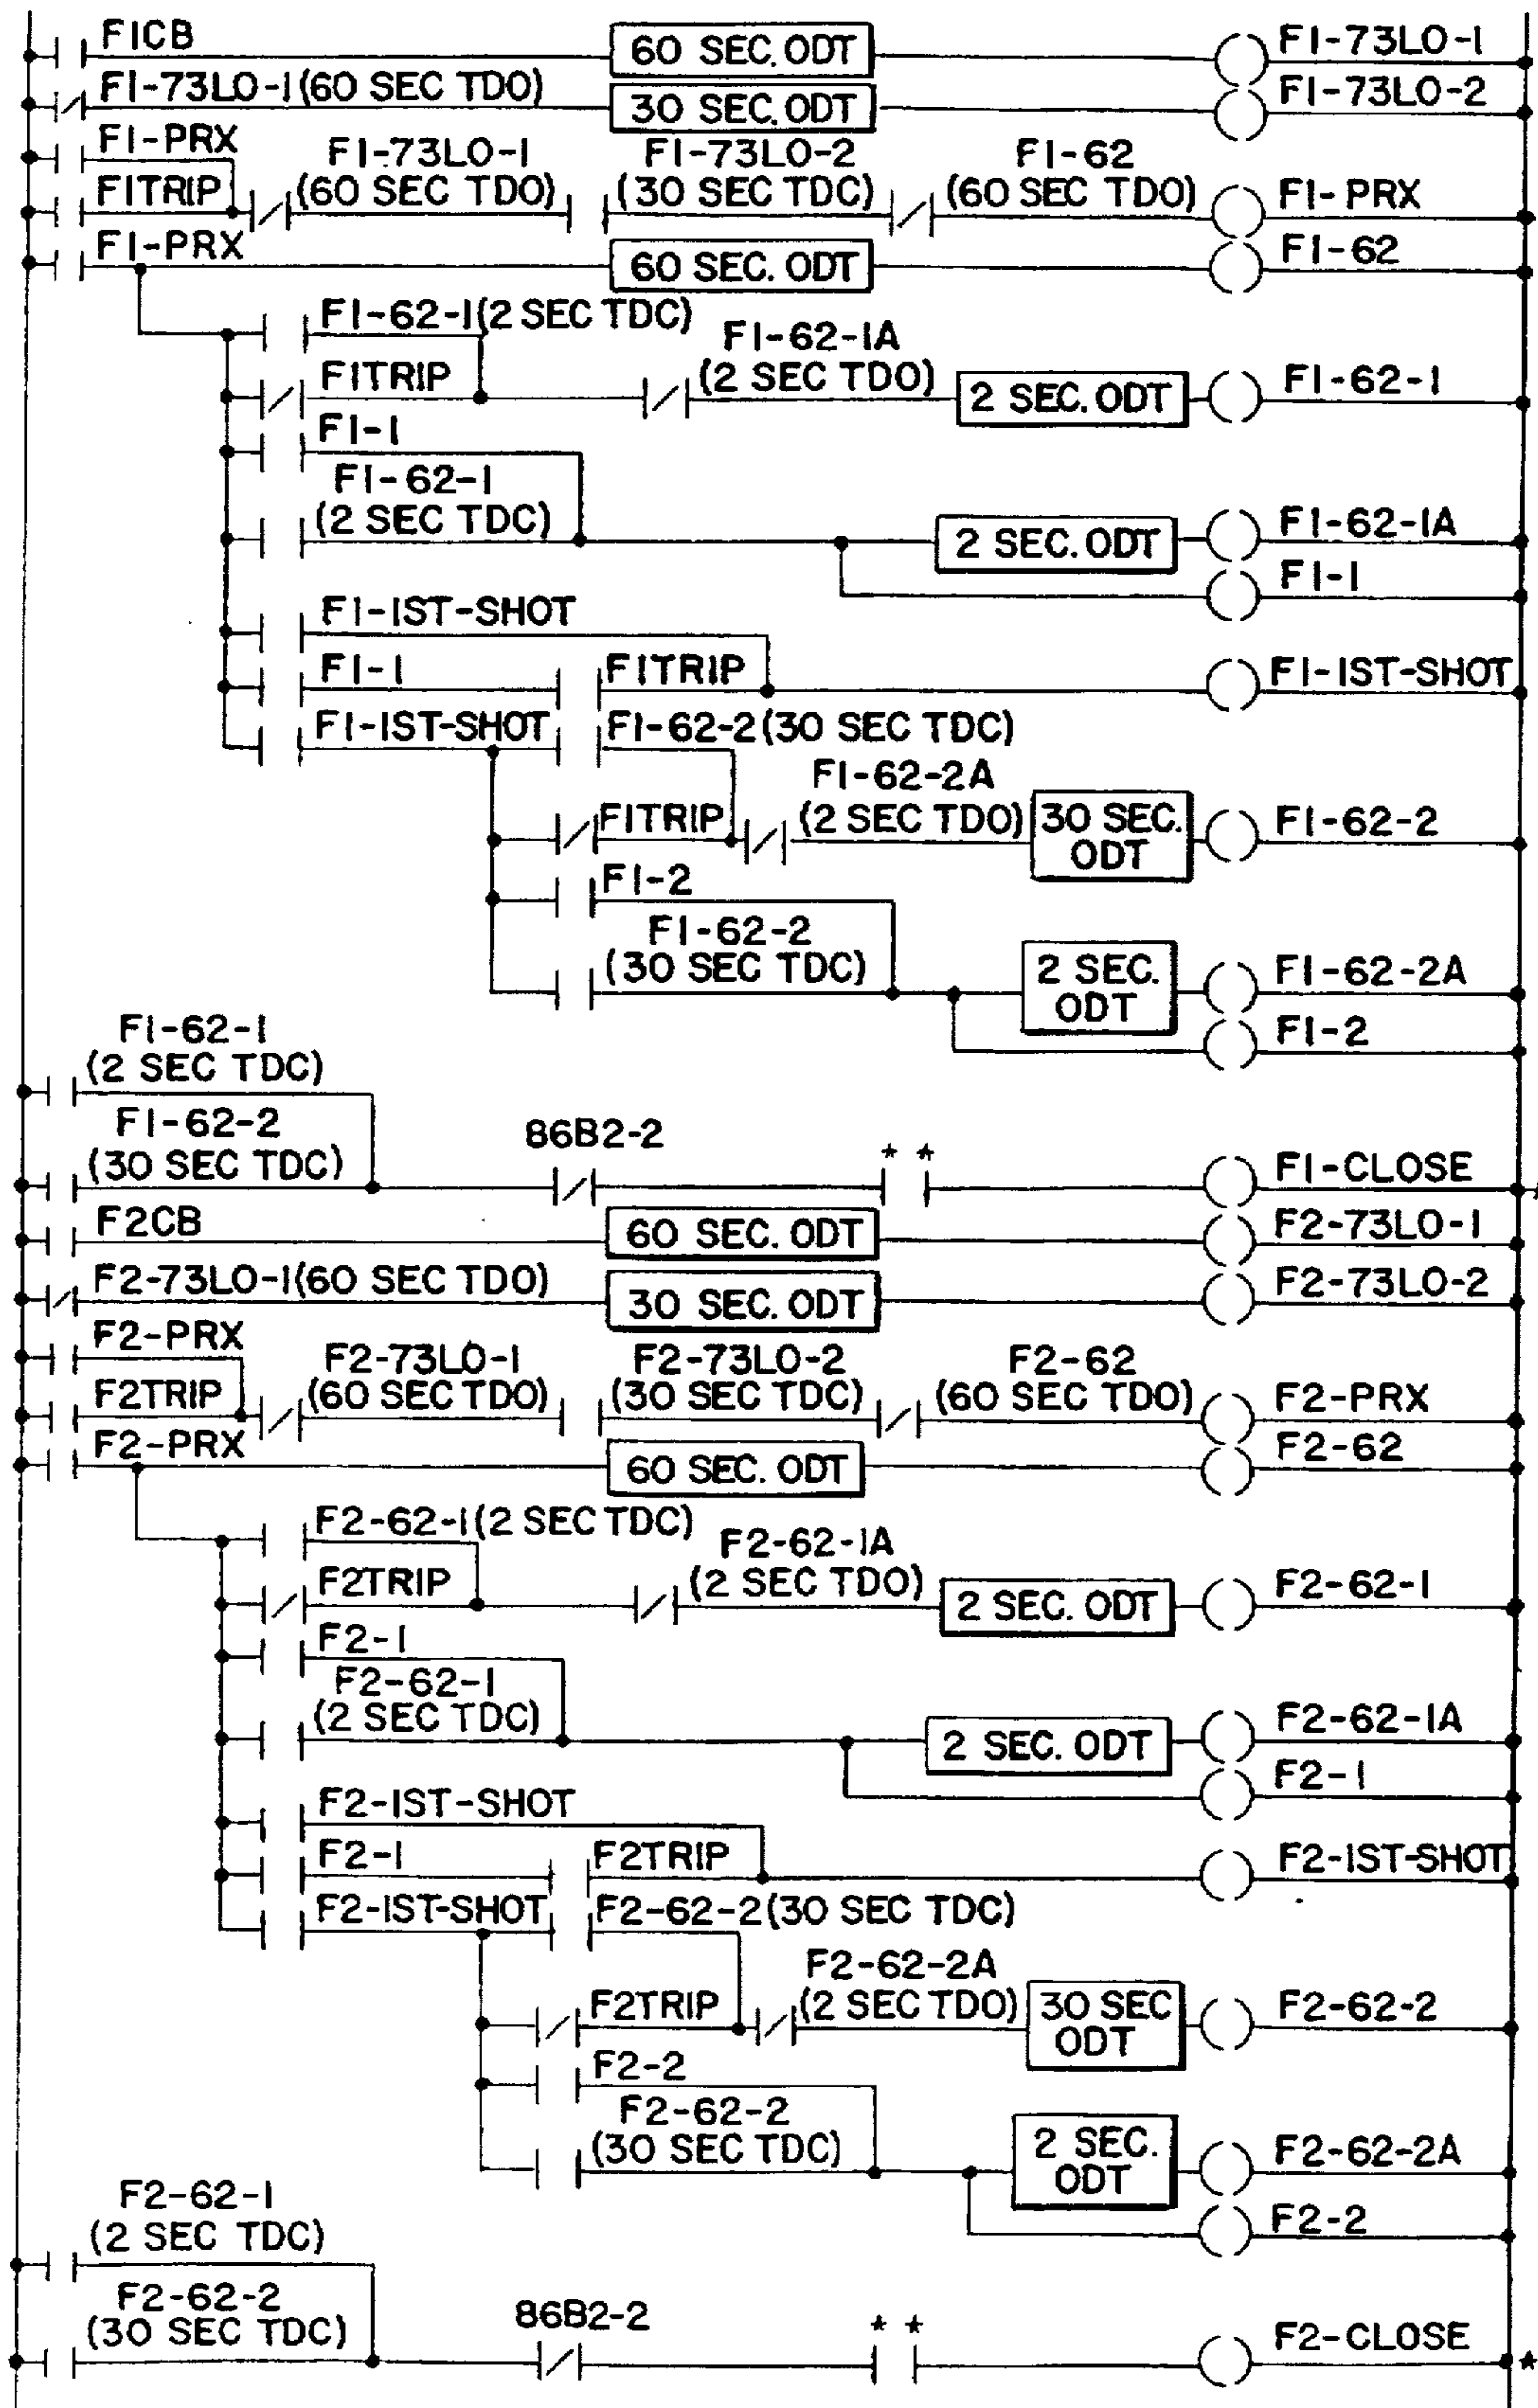 F1CB
60 SEC. ODT
F1-73LO-1
F1-73LO-1(60 SEC TDO)
30 SEC. ODT
F1-73LO-2
F1-PRX
F1TRIP
F1-73LO-1
(60 SEC TDO)
F1-73LO-2
(30 SEC TDC)
F1-62
(60 SEC TDO)
F1-PRX
F1-PRX
60 SEC. ODT
F1-62
F1-62-1(2 SEC TDC)
F1TRIP
F1-62-1A
(2 SEC TDO)
2 SEC. ODT
F1-62-1
F1-1
F1-62-1
(2 SEC TDC)
2 SEC. ODT
F1-62-1A
F1-1
F1-1ST-SHOT
F1-1
F1TRIP
F1-1ST-SHOT
F1-1ST-SHOT
F1-62-2(30 SEC TDC)
F1TRIP
F1-62-2A
(2 SEC TDO)
30 SEC.
ODT
F1-62-2
F1-2
F1-62-2
(30 SEC TDC)
2 SEC.
ODT
F1-62-2A
F1-2
F1-62-1
(2 SEC TDC)
F1-62-2
(30 SEC TDC)
86B2-2
* *
F1-CLOSE
F2CB
60 SEC. ODT
F2-73LO-1
F2-73LO-1(60 SEC TDO)
30 SEC. ODT
F2-73LO-2
F2-PRX
F2TRIP
F2-73LO-1
(60 SEC TDO)
F2-73LO-2
(30 SEC TDC)
F2-62
(60 SEC TDO)
F2-PRX
F2-PRX
60 SEC. ODT
F2-62
F2-62-1(2 SEC TDC)
F2TRIP
F2-62-1A
(2 SEC TDO)
2 SEC. ODT
F2-62-1
F2-1
F2-62-1
(2 SEC TDC)
2 SEC. ODT
F2-62-1A
F2-1
F2-1ST-SHOT
F2-1
F2TRIP
F2-1ST-SHOT
F2-1ST-SHOT
F2-62-2(30 SEC TDC)
F2TRIP
F2-62-2A
(2 SEC TDO)
30 SEC
ODT
F2-62-2
F2-2
F2-62-2
(30 SEC TDC)
2 SEC.
ODT
F2-62-2A
F2-2
F2-62-1
(2 SEC TDC)
F2-62-2
(30 SEC TDC)
86B2-2
* *
F2-CLOSE
*